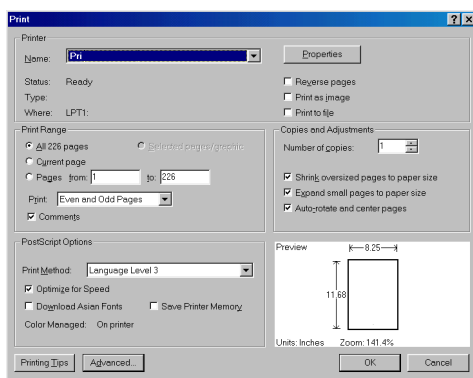 Print
Printer
Name: Pri
Properties
Status: Ready
Type:
Where: LPT1:
Reverse pages
Print as image
Print to file
Print Range
All 226 pages
Selected pages/graphic
Current page
Pages from: 1 to: 226
Print: Even and Odd Pages
Comments
Copies and Adjustments
Number of copies: 1
Shrink oversized pages to paper size
Expand small pages to paper size
Auto-rotate and center pages
PostScript Options
Print Method: Language Level 3
Optimize for Speed
Download Asian Fonts
Save Printer Memory
Color Managed: On printer
Preview
8.25
11.68
Units: Inches Zoom: 141.4%
Printing Tips
Advanced...
OK
Cancel